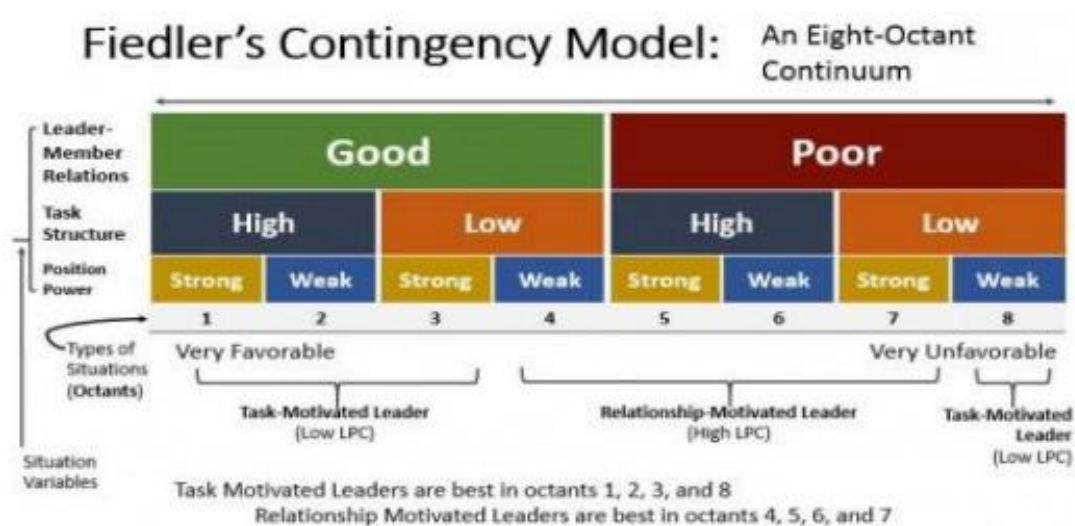 Fiedler's Contingency Model:
An Eight-Octant
Continuum
Leader-
Member
Relations
Good
Poor
Task
Structure
High
Low
High
Low
Position
Power
Strong
Weak
Strong
Weak
Strong
Weak
Strong
Weak
1
2
3
4
5
6
7
8
Types of
Situations
(Octants)
Very Favorable
Very Unfavorable
Task-Motivated Leader
(Low LPC)
Relationship-Motivated Leader
(High LPC)
Task-Motivated
Leader
(Low LPC)
Situation
Variables
Task Motivated Leaders are best in octants 1, 2, 3, and 8
Relationship Motivated Leaders are best in octants 4, 5, 6, and 7